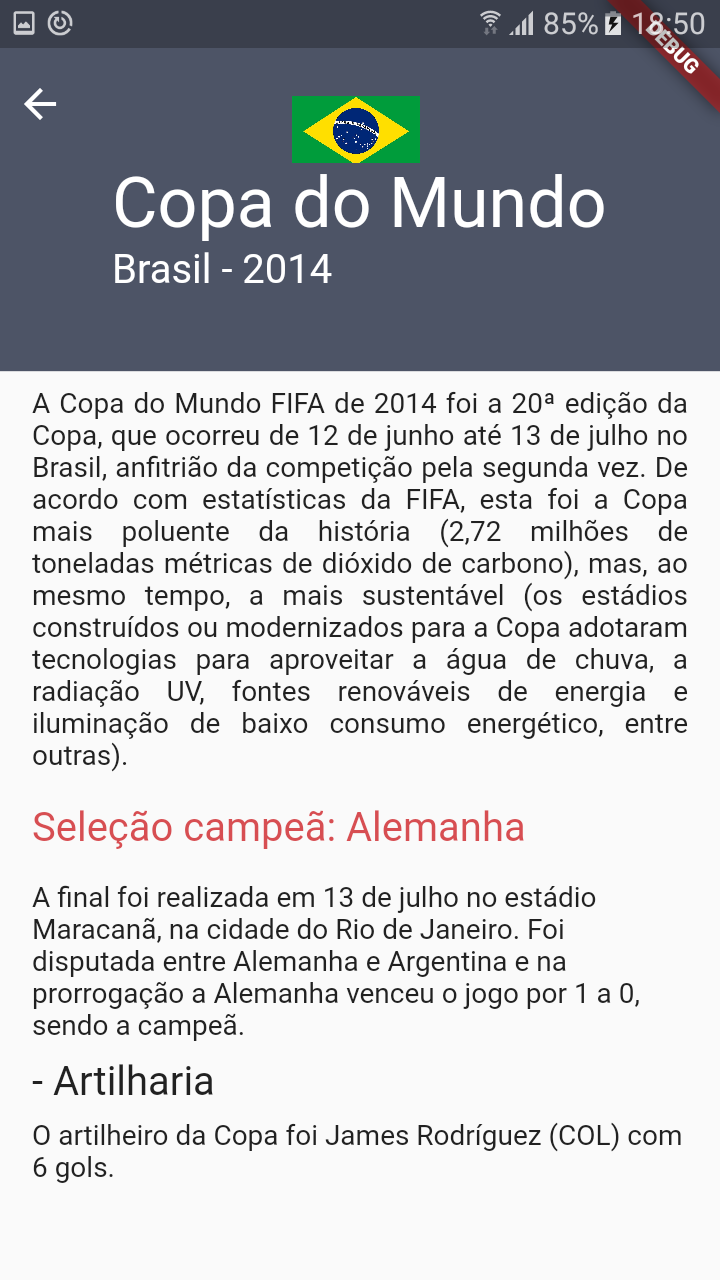 85% 18:50
DEBUG
Copa do Mundo
Brasil - 2014
A Copa do Mundo FIFA de 2014 foi a 20ª edição da
Copa, que ocorreu de 12 de junho até 13 de julho no
Brasil, anfitrião da competição pela segunda vez. De
acordo com estatísticas da FIFA, esta foi a Copa
mais poluente da história (2,72 milhões de
toneladas métricas de dióxido de carbono), mas, ao
mesmo tempo, a mais sustentável (os estádios
construídos ou modernizados para a Copa adotaram
tecnologias para aproveitar a água de chuva, a
radiação UV, fontes renováveis de energia e
iluminação de baixo consumo energético, entre
outras).
Seleção campeã: Alemanha
A final foi realizada em 13 de julho no estádio
Maracanã, na cidade do Rio de Janeiro. Foi
disputada entre Alemanha e Argentina e na
prorrogação a Alemanha venceu o jogo por 1 a 0,
sendo a campeã.
- Artilharia
O artilheiro da Copa foi James Rodríguez (COL) com
6 gols.